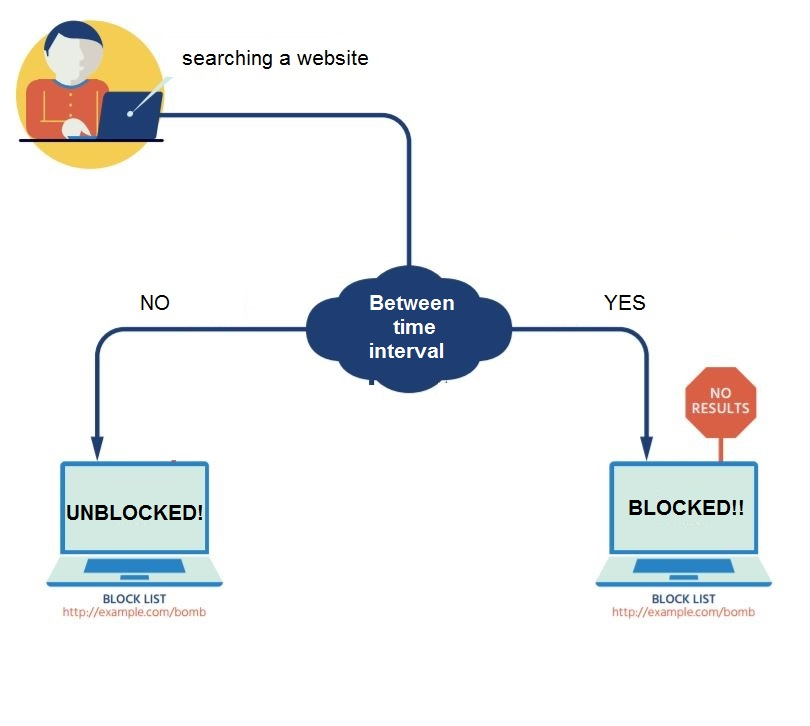 searching a website
NO
Between
time
interval
YES
NO
RESULTS
UNBLOCKED!
BLOCKED!!
BLOCK LIST
http://example.com/bomb
BLOCK LIST
http://example.com/bomb